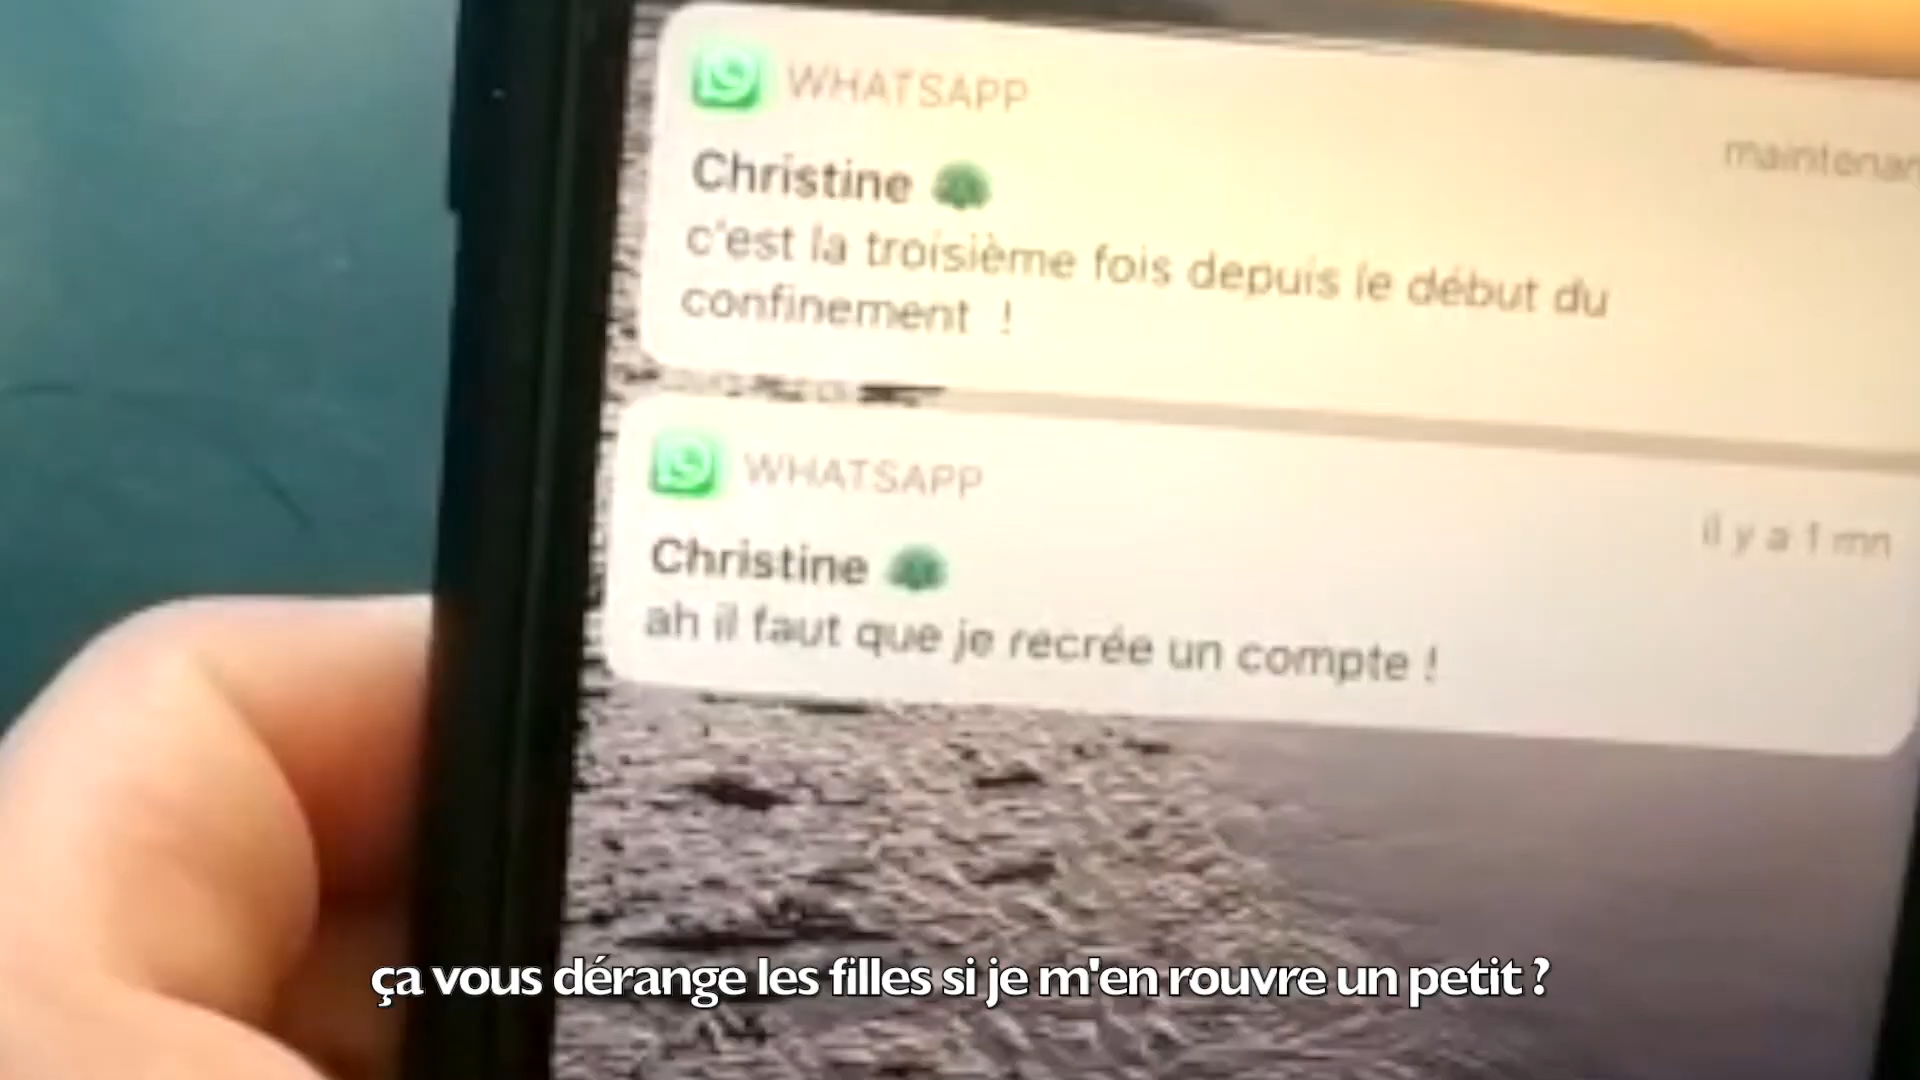 WHATSAPP
maintenan
Christine
c'est la troisième fois depuis le début du
confinement !
WHATSAPP
il y a 1 mn
Christine
ah il faut que je recrée un compte !
ça vous dérange les filles si je m'en rouvre un petit ?